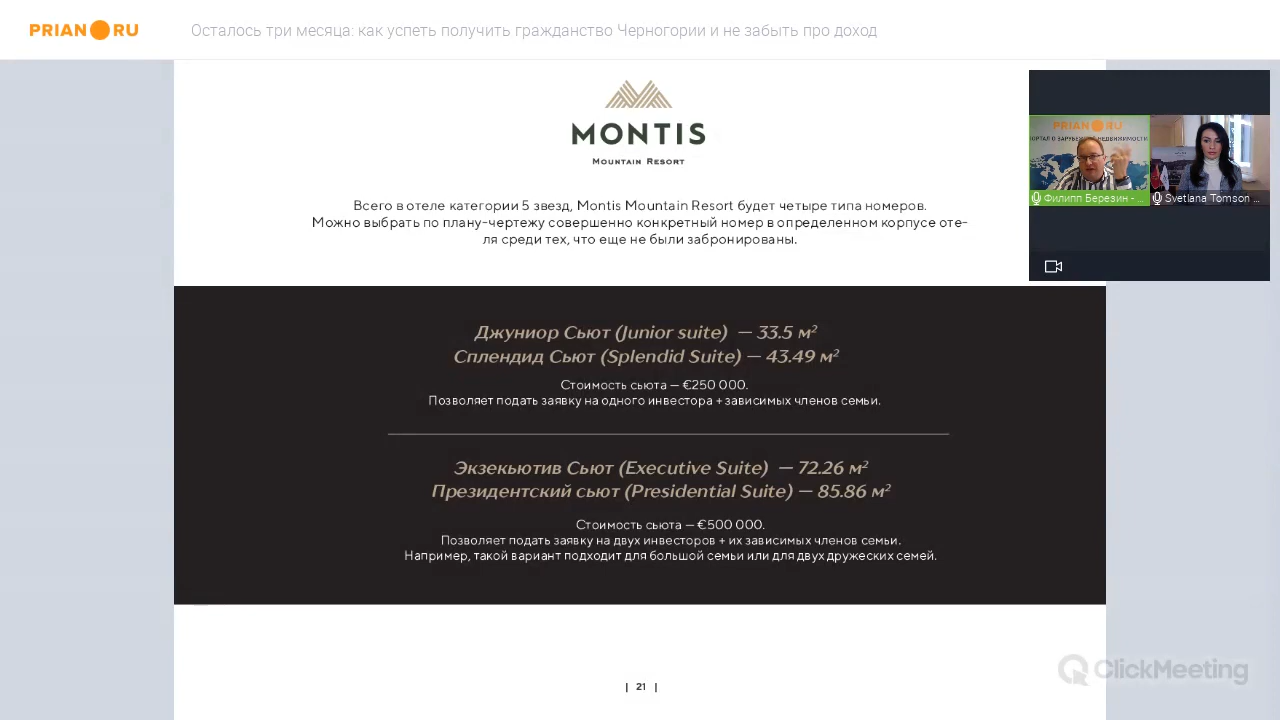 PRIAN RU
Осталось три месяца: как успеть получить гражданство Черногории и не забыть про доход
MONTIS
MOUNTAIN RESORT
Всего в отеле категории 5 звезд, Montis Mountain Resort будет четыре типа номеров.
Можно выбрать по плану-чертежу совершенно конкретный номер в определенном корпусе оте-
ля среди тех, что еще не были забронированы.
PRIAN RU
ПОРТАЛ О ЗАРУБЕЖНОЙ НЕДВИЖИМОСТИ
Филипп Березин - ...
Svetlana Tomson ...
Джуниор Сьют (Junior suite) — 33.5 м²
Сплендид Сьют (Splendid Suite) — 43.49 м²
Стоимость сьюта — €250 000.
Позволяет подать заявку на одного инвестора + зависимых членов семьи.
Экзекьютив Сьют (Executive Suite) — 72.26 м²
Президентский сьют (Presidential Suite) — 85.86 м²
Стоимость сьюта — €500 000.
Позволяет подать заявку на двух инвесторов + их зависимых членов семьи.
Например, такой вариант подходит для большой семьи или для двух дружеских семей.
ClickMeeting
| 21 |